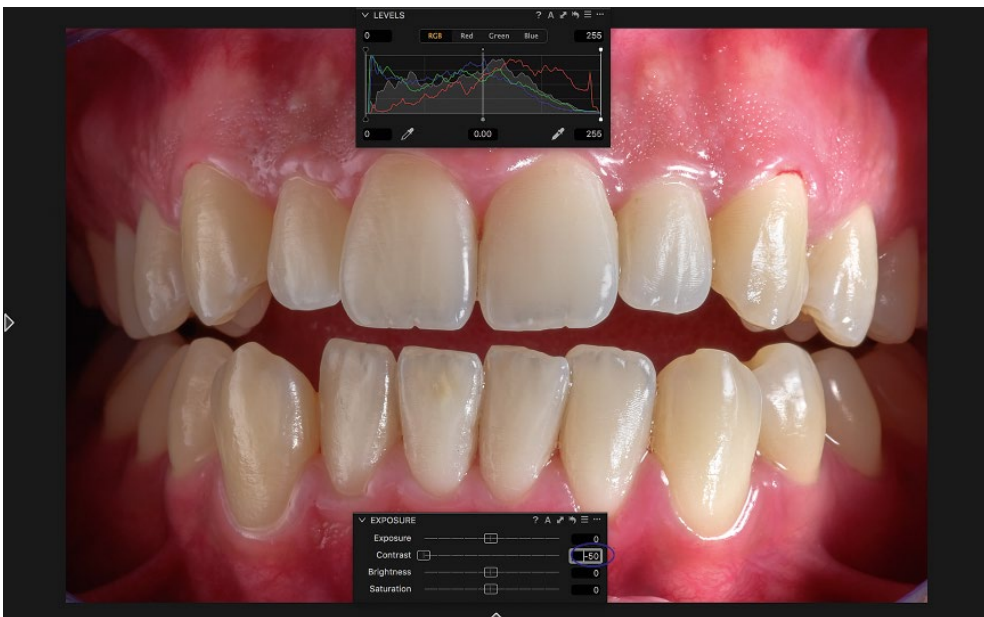 LEVELS ? A
0 RGB Red Green Blue 255
0 0.00 255
EXPOSURE ? A
Exposure 0
Contrast -50
Brightness 0
Saturation 0